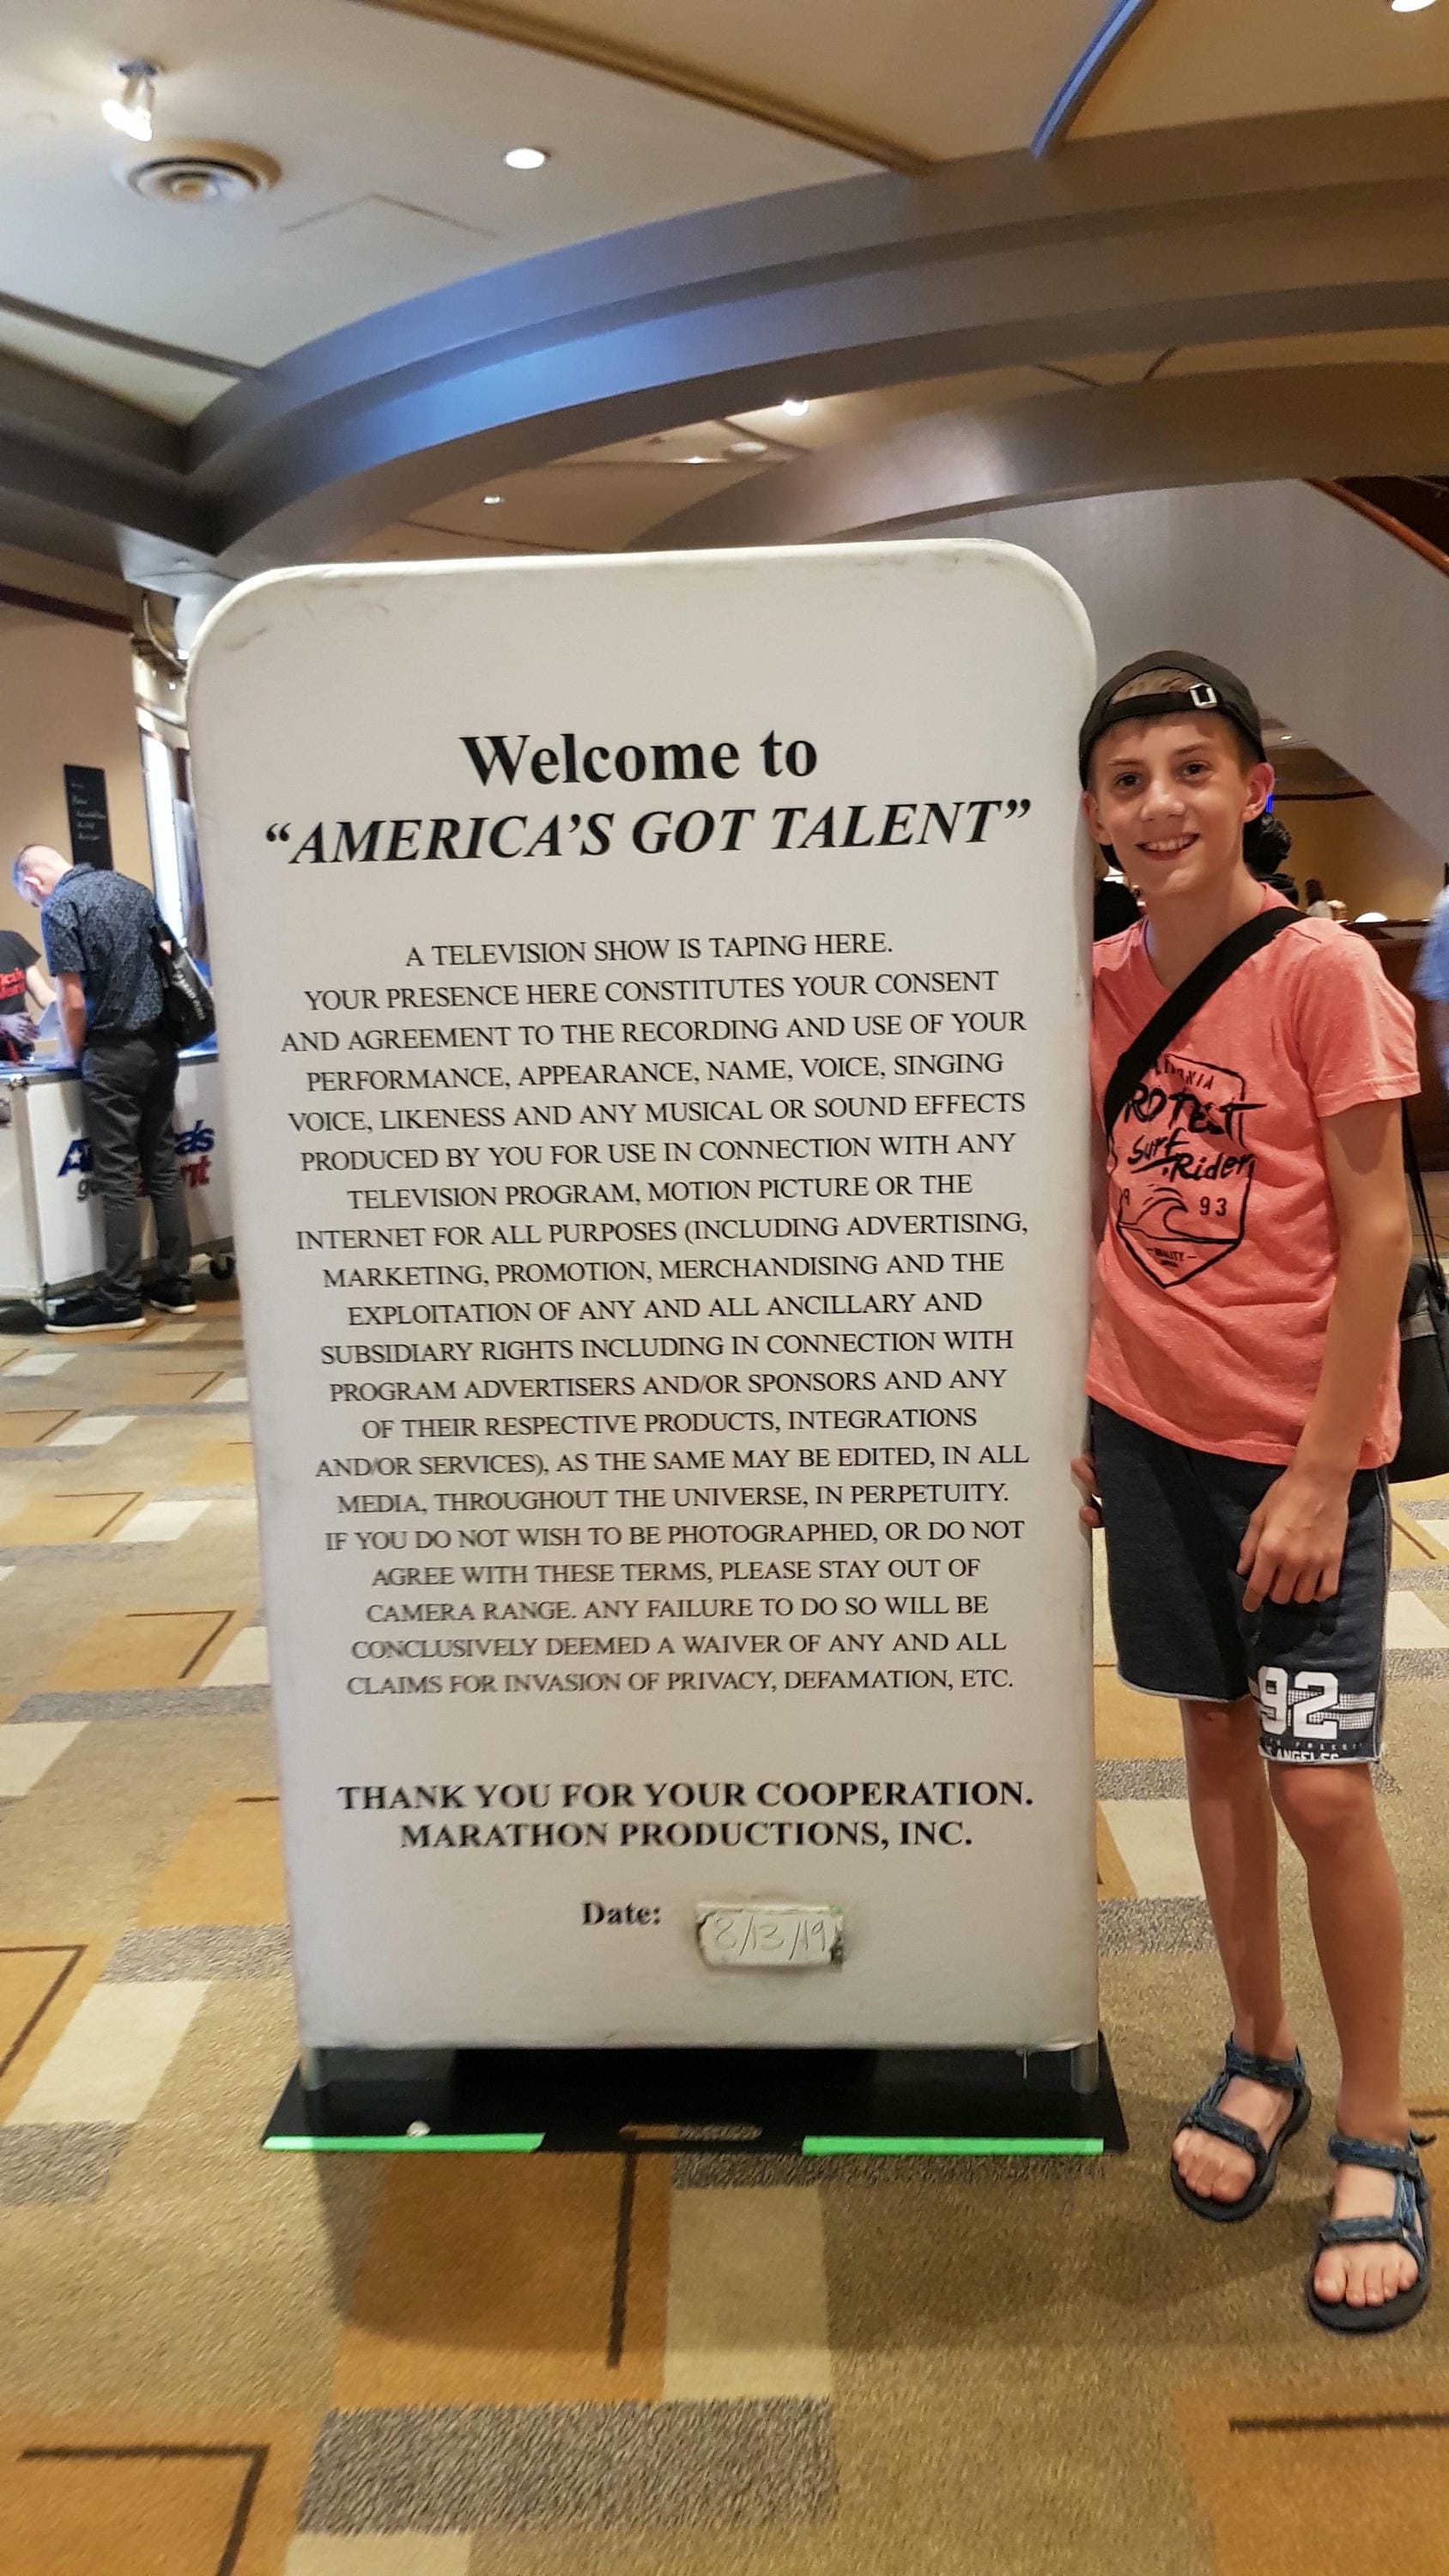 Welcome to
“AMERICA’S GOT TALENT”
A TELEVISION SHOW IS TAPING HERE.
YOUR PRESENCE HERE CONSTITUTES YOUR CONSENT
AND AGREEMENT TO THE RECORDING AND USE OF YOUR
PERFORMANCE, APPEARANCE, NAME, VOICE, SINGING
VOICE, LIKENESS AND ANY MUSICAL OR SOUND EFFECTS
PRODUCED BY YOU FOR USE IN CONNECTION WITH ANY
TELEVISION PROGRAM, MOTION PICTURE OR THE
INTERNET FOR ALL PURPOSES (INCLUDING ADVERTISING,
MARKETING, PROMOTION, MERCHANDISING AND THE
EXPLOITATION OF ANY AND ALL ANCILLARY AND
SUBSIDIARY RIGHTS INCLUDING IN CONNECTION WITH
PROGRAM ADVERTISERS AND/OR SPONSORS AND ANY
OF THEIR RESPECTIVE PRODUCTS, INTEGRATIONS
AND/OR SERVICES), AS THE SAME MAY BE EDITED, IN ALL
MEDIA, THROUGHOUT THE UNIVERSE, IN PERPETUITY.
IF YOU DO NOT WISH TO BE PHOTOGRAPHED, OR DO NOT
AGREE WITH THESE TERMS, PLEASE STAY OUT OF
CAMERA RANGE. ANY FAILURE TO DO SO WILL BE
CONCLUSIVELY DEEMED A WAIVER OF ANY AND ALL
CLAIMS FOR INVASION OF PRIVACY, DEFAMATION, ETC.
THANK YOU FOR YOUR COOPERATION.
MARATHON PRODUCTIONS, INC.
Date: 8/13/19
Surf
Rider
93
92